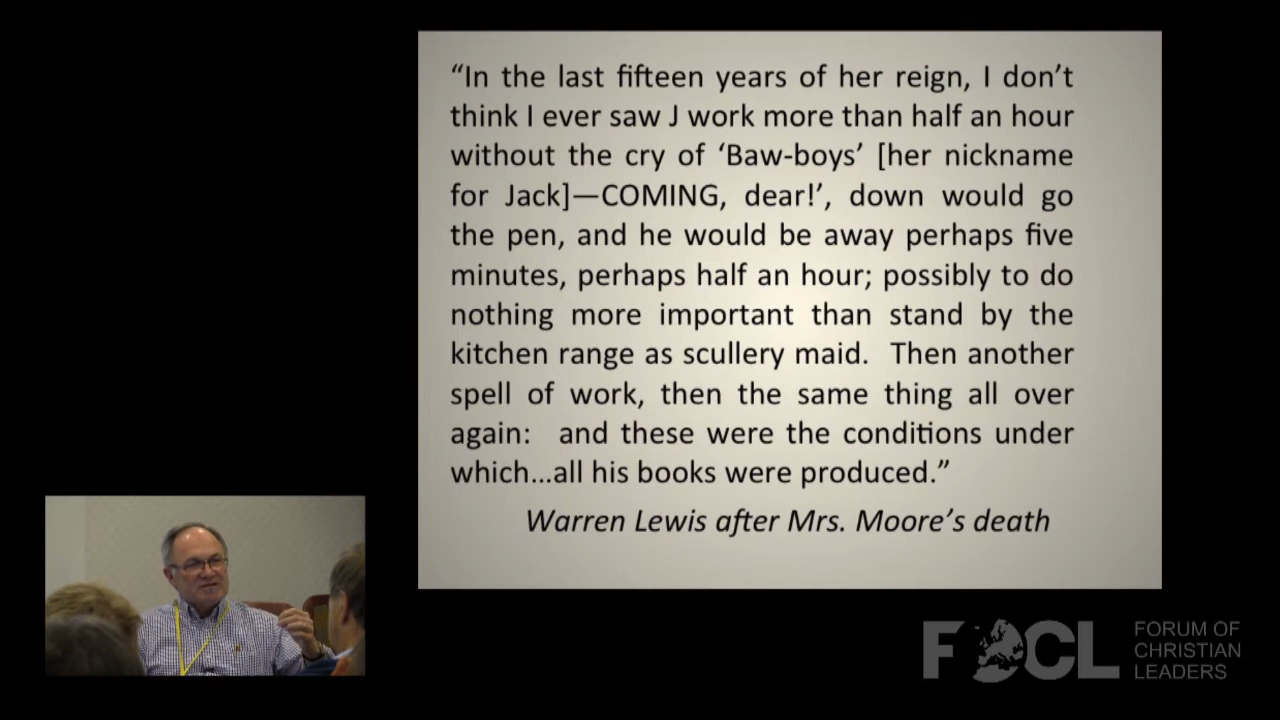 “In the last fifteen years of her reign, I don’t
think I ever saw J work more than half an hour
without the cry of ‘Baw-boys’ [her nickname
for Jack]—COMING, dear!’, down would go
the pen, and he would be away perhaps five
minutes, perhaps half an hour; possibly to do
nothing more important than stand by the
kitchen range as scullery maid.  Then another
spell of work, then the same thing all over
again:   and these were the conditions under
which…all his books were produced.”
Warren Lewis after Mrs. Moore’s death
FOCL
FORUM OF
CHRISTIAN
LEADERS